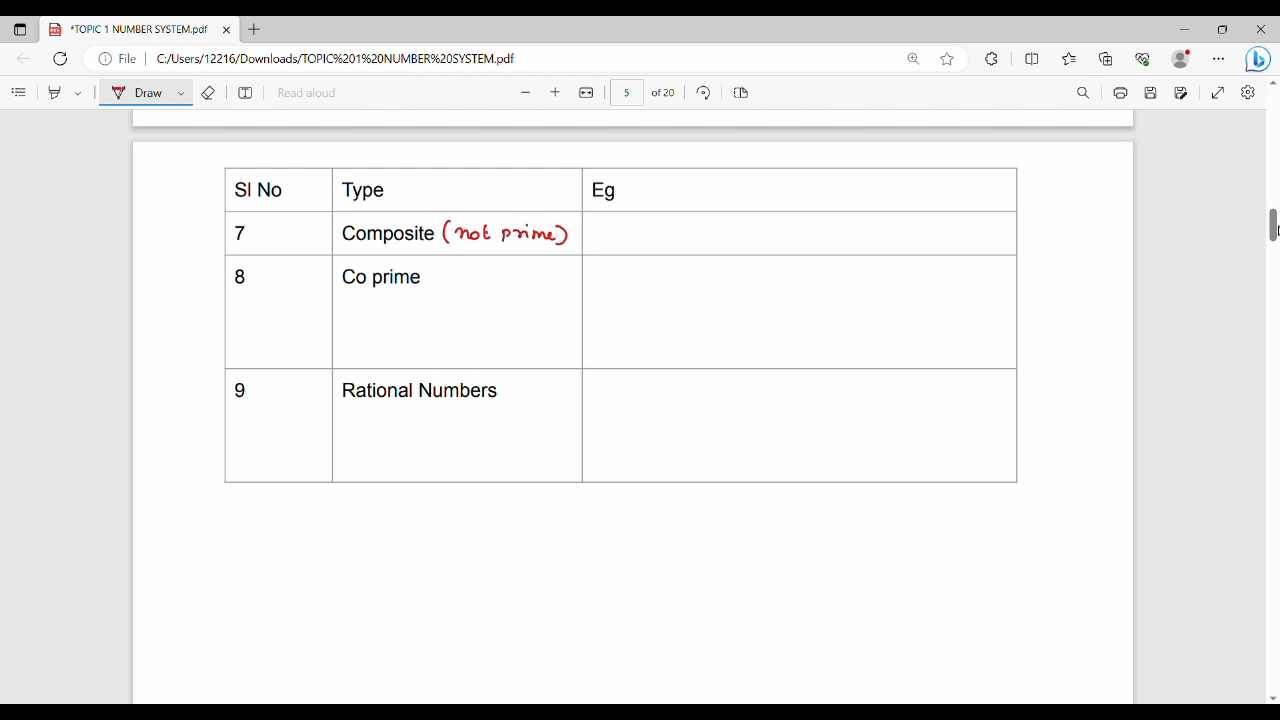 *TOPIC 1 NUMBER SYSTEM.pdf
File C:/Users/12216/Downloads/TOPIC%201%20NUMBER%20SYSTEM.pdf
Draw Read aloud 5 of 20
Sl No Type Eg
7 Composite (not prime)
8 Co prime
9 Rational Numbers